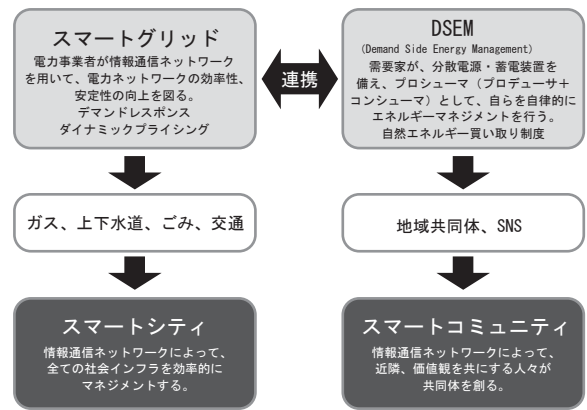 スマートグリッド
電力事業者が情報通信ネットワーク
を用いて、電力ネットワークの効率性、
安定性の向上を図る。
デマンドレスポンス
ダイナミックプライシング
連携
DSEM
(Demand Side Energy Management)
需要家が、分散電源・蓄電装置を
備え、プロシューマ（プロデューサ＋
コンシューマ）として、自らを自律的に
エネルギーマネジメントを行う。
自然エネルギー買い取り制度
ガス、上下水道、ごみ、交通
地域共同体、SNS
スマートシティ
情報通信ネットワークによって、
全ての社会インフラを効率的に
マネジメントする。
スマートコミュニティ
情報通信ネットワークによって、
近隣、価値観を共にする人々が
共同体を創る。